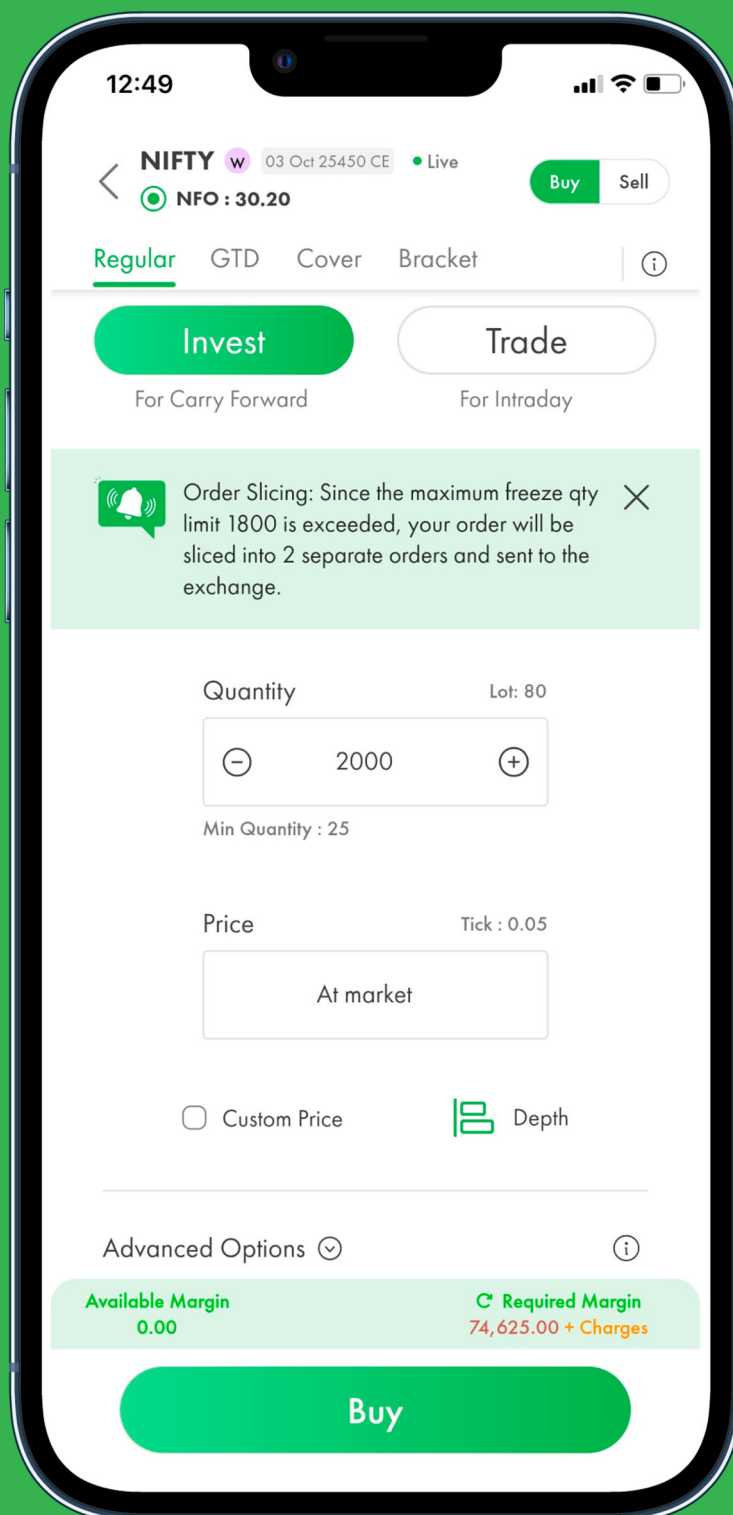 12:49
NIFTY W 03 Oct 25450 CE • Live
NFO : 30.20
Buy Sell
Regular GTD Cover Bracket
Invest Trade
For Carry Forward For Intraday
Order Slicing: Since the maximum freeze qty
limit 1800 is exceeded, your order will be
sliced into 2 separate orders and sent to the
exchange.
Quantity Lot: 80
2000
Min Quantity : 25
Price Tick : 0.05
At market
Custom Price Depth
Advanced Options
Available Margin Required Margin
0.00 74,625.00 + Charges
Buy